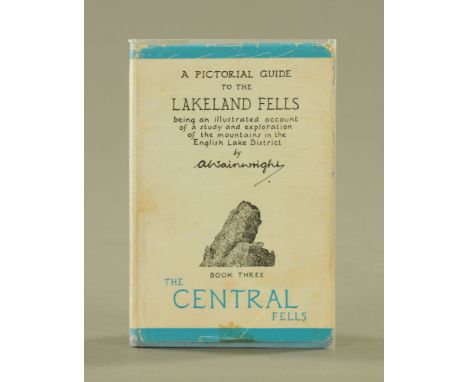 A PICTORIAL GUIDE
TO THE
LAKELAND FELLS
being an illustrated account
of a study and exploration
of the mountains in the
English Lake District
by
AWainwright
BOOK THREE
THE
CENTRAL
FELLS